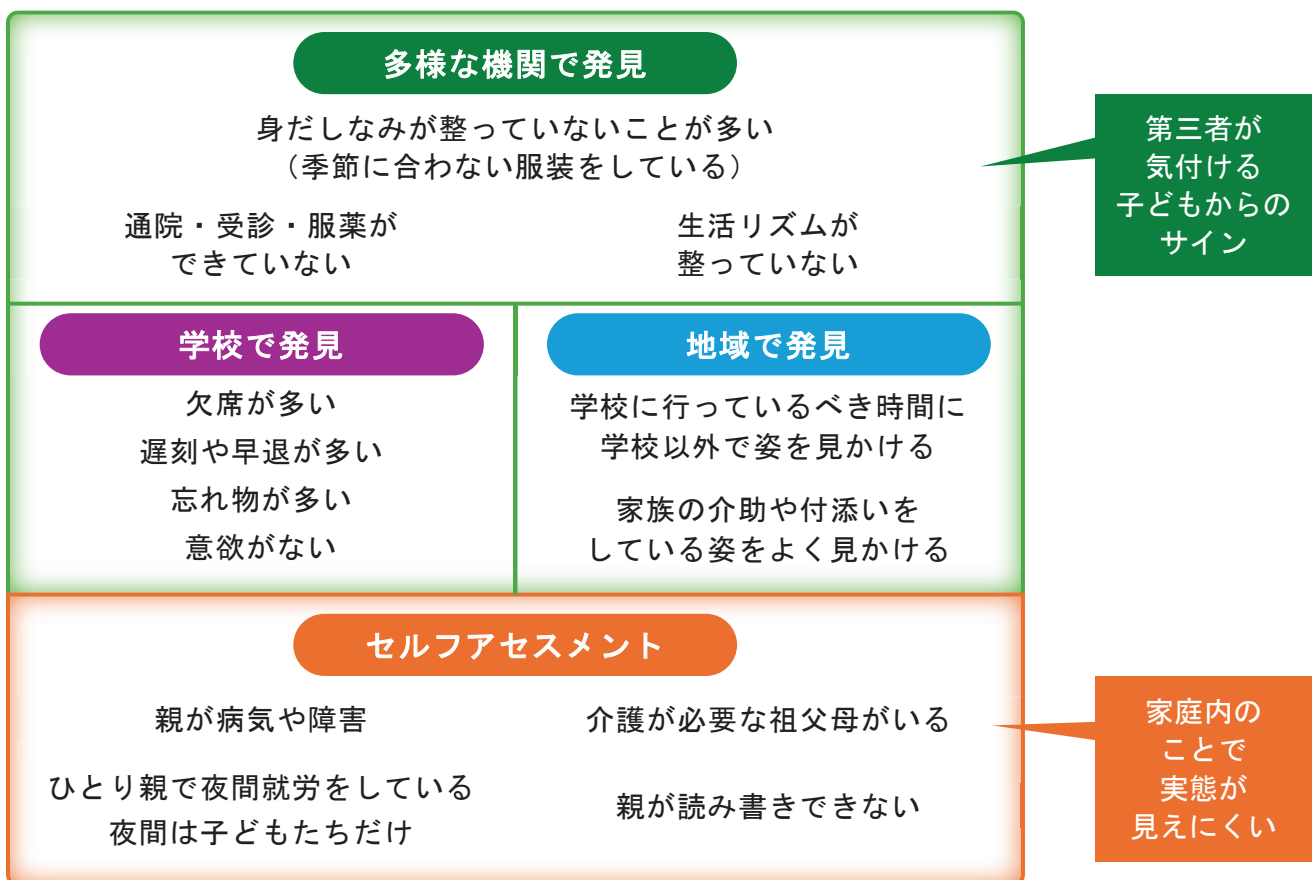 多様な機関で発見
身だしなみが整っていないことが多い
（季節に合わない服装をしている）
通院・受診・服薬が
できていない
生活リズムが
整っていない
第三者が
気付ける
子どもからの
サイン
学校で発見
欠席が多い
遅刻や早退が多い
忘れ物が多い
意欲がない
地域で発見
学校に行っているべき時間に
学校以外で姿を見かける
家族の介助や付添いを
している姿をよく見かける
セルフアセスメント
親が病気や障害
介護が必要な祖父母がいる
ひとり親で夜間就労をしている
夜間は子どもたちだけ
親が読み書きできない
家庭内の
ことで
実態が
見えにくい